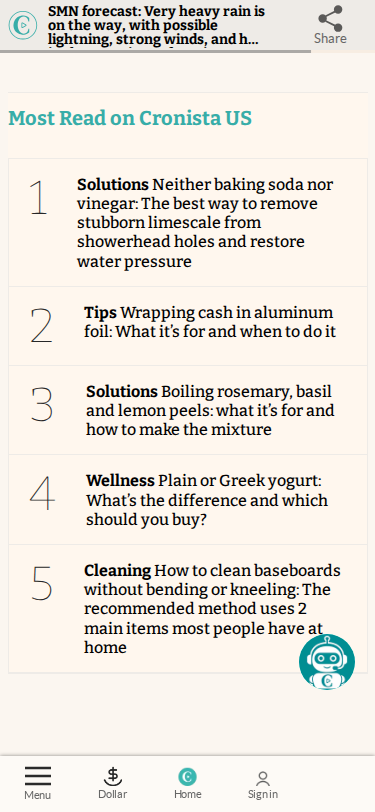 SMN forecast: Very heavy rain is
on the way, with possible
lightning, strong winds, and h...
Share
Most Read on Cronista US
1
Solutions Neither baking soda nor
vinegar: The best way to remove
stubborn limescale from
showerhead holes and restore
water pressure
2
Tips Wrapping cash in aluminum
foil: What it's for and when to do it
3
Solutions Boiling rosemary, basil
and lemon peels: what it's for and
how to make the mixture
4
Wellness Plain or Greek yogurt:
What's the difference and which
should you buy?
5
Cleaning How to clean baseboards
without bending or kneeling: The
recommended method uses 2
main items most people have at
home
Menu
Dollar
Home
Sign in